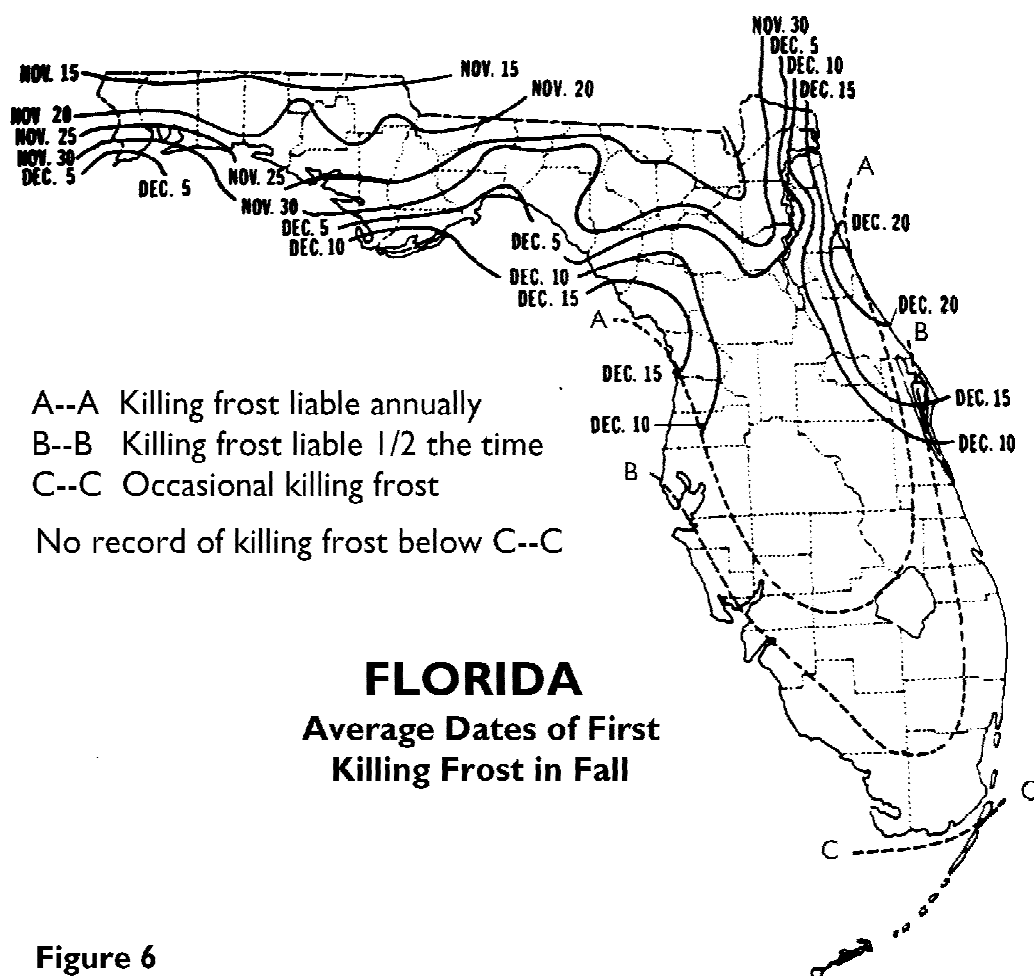 NOV. 30
DEC. 5
DEC. 10
DEC. 15
NOV. 15
NOV. 15
NOV. 20
NOV. 20
NOV. 25
NOV. 30
DEC. 5
DEC. 5
NOV. 25
NOV. 30
DEC. 5
DEC. 10
DEC. 5
DEC. 10
DEC. 15
A
DEC. 20
DEC. 20
B
A
DEC. 15
DEC. 10
B
DEC. 15
DEC. 10
A--A Killing frost liable annually
B--B Killing frost liable 1/2 the time
C--C Occasional killing frost
No record of killing frost below C--C
FLORIDA
Average Dates of First
Killing Frost in Fall
C
C
Figure 6